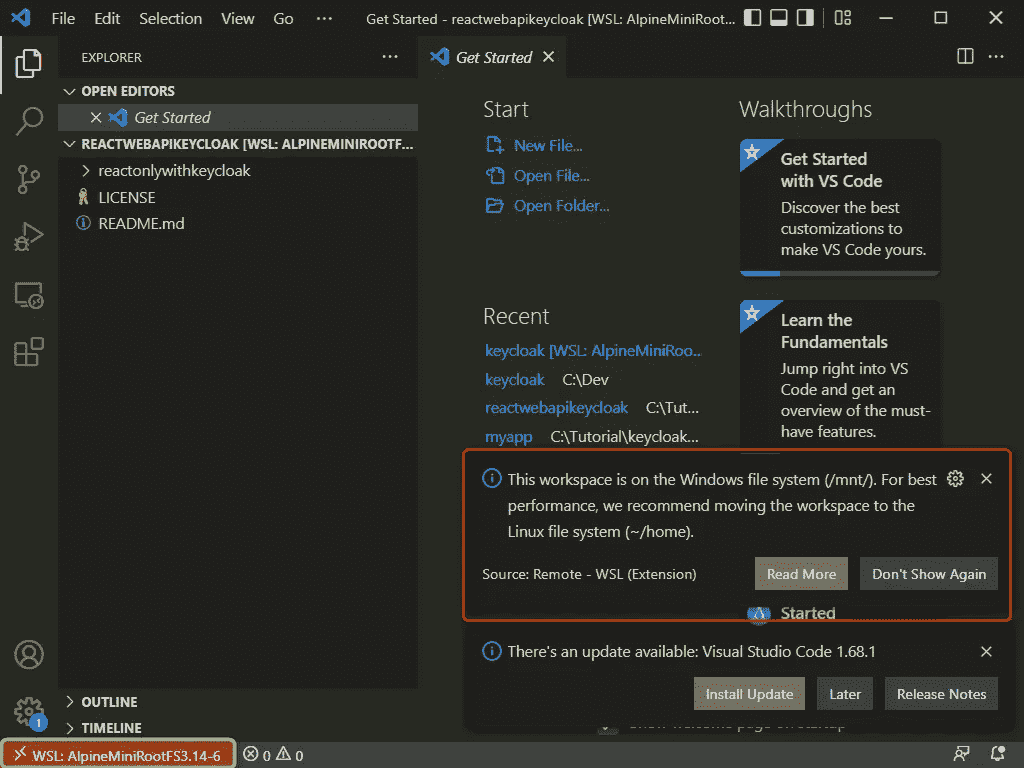 File Edit Selection View Go ··· Get Started - reactwebapikeycloak [WSL: AlpineMiniRoot...
EXPLORER ···
Get Started
OPEN EDITORS
Get Started
REACTWEBAPIKEYCLOAK [WSL: ALPINEMINIROOTF...
reactonlywithkeycloak
LICENSE
README.md
OUTLINE
TIMELINE
Start
New File...
Open File...
Open Folder...
Recent
keycloak [WSL: AlpineMiniRoo...
keycloak C:\Dev
reactwebapikeycloak C:\Tut...
myapp C:\Tutorial\keycloak...
Walkthroughs
Get Started
with VS Code
Discover the best
customizations to
make VS Code yours.
Learn the
Fundamentals
Jump right into VS
Code and get an
overview of the must-
have features.
This workspace is on the Windows file system (/mnt/). For best
performance, we recommend moving the workspace to the
Linux file system (~/home).
Source: Remote - WSL (Extension)
Read More
Don't Show Again
Started
There's an update available: Visual Studio Code 1.68.1
Install Update
Later
Release Notes
Show welcome page on startup
1
WSL: AlpineMiniRootFS3.14-6 0 0